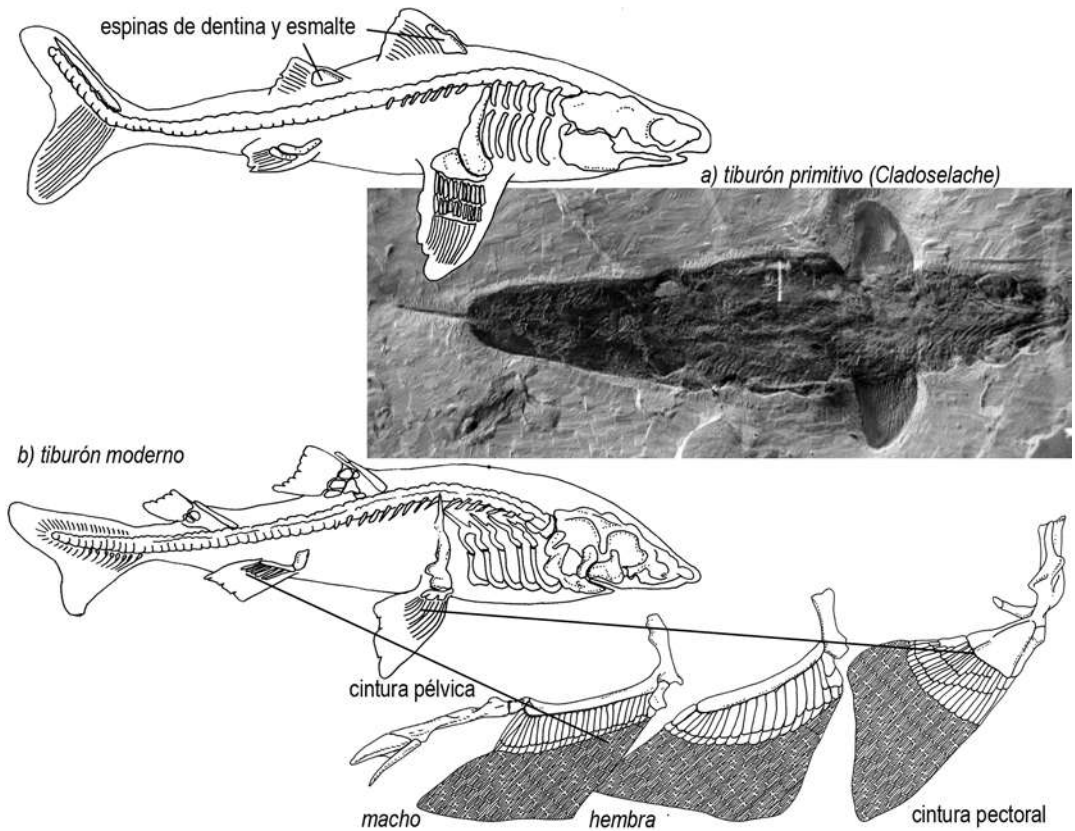 espinas de dentina y esmalte
a) tiburón primitivo (Cladoselache)
b) tiburón moderno
cintura pélvica
macho
hembra
cintura pectoral